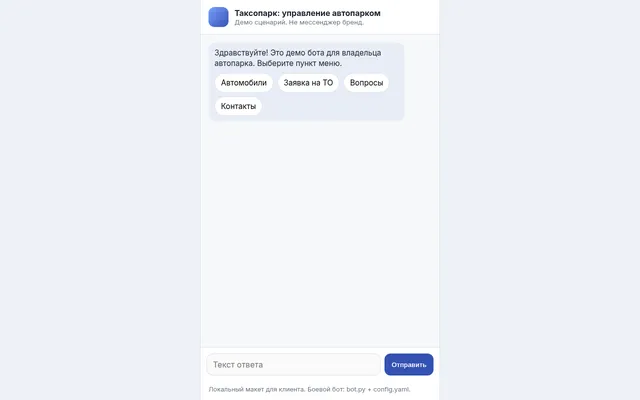 Таксопарк: управление автопарком
Демо сценарий. Не мессенджер бренд.
Здравствуйте! Это демо бота для владельца
автопарка. Выберите пункт меню.
Автомобили
Заявка на ТО
Вопросы
Контакты
Текст ответа
Отправить
Локальный макет для клиента. Боевой бот: bot.py + config.yaml.